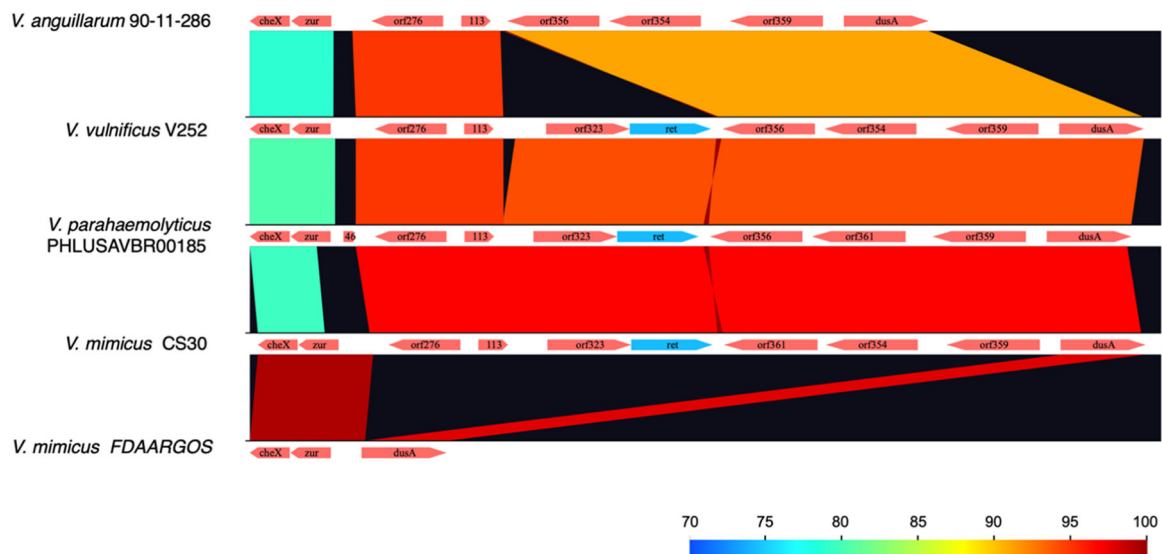 V. anguillarum 90-11-286
cheX zur orf276 113 orf356 orf354 orf359 dusA
V. vulnificus V252
cheX zur orf276 113 orf323 ret orf356 orf354 orf359 dusA
V. parahaemolyticus
PHLUSAVBR00185
cheX zur 46 orf276 113 orf323 ret orf356 orf361 orf359 dusA
V. mimicus CS30
cheX zur orf276 113 orf323 ret orf361 orf354 orf359 dusA
V. mimicus FDAARGOS
cheX zur dusA
70 75 80 85 90 95 100